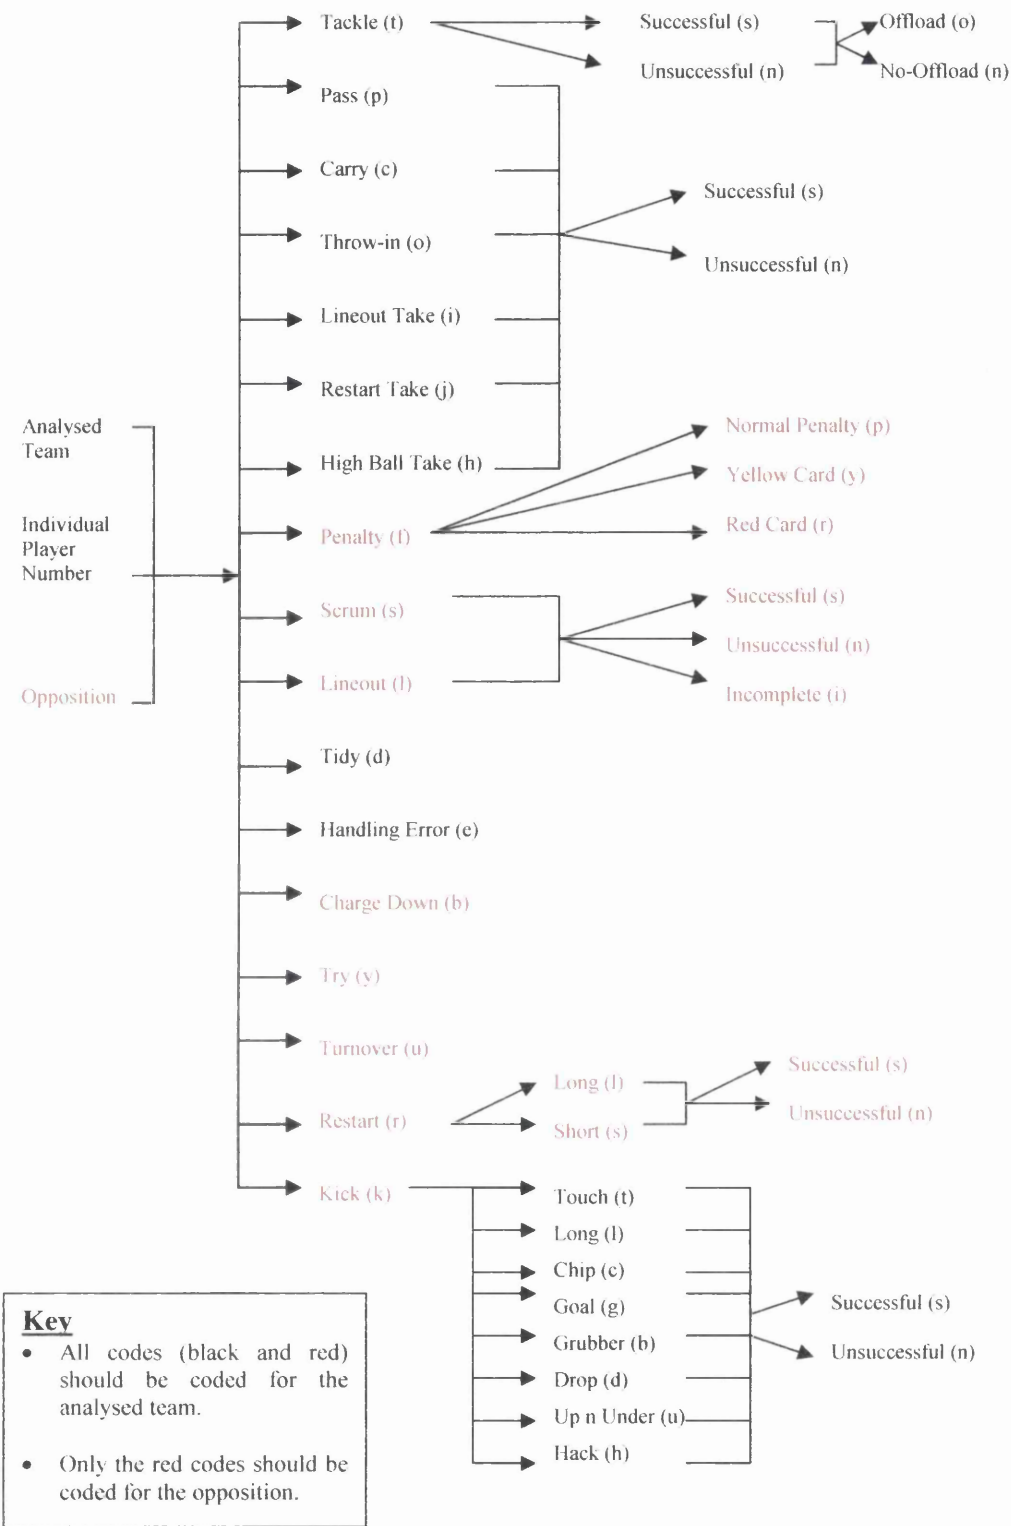 Tackle (t)
Successful (s)
Offload (o)
Unsuccessful (n)
No-Offload (n)
Pass (p)
Carry (c)
Throw-in (o)
Lineout Take (i)
Restart Take (j)
High Ball Take (h)
Successful (s)
Unsuccessful (n)
Analysed
Team
Individual
Player
Number
Opposition
Penalty (f)
Normal Penalty (p)
Yellow Card (y)
Red Card (r)
Scrum (s)
Lineout (l)
Successful (s)
Unsuccessful (n)
Incomplete (i)
Tidy (d)
Handling Error (e)
Charge Down (b)
Try (y)
Turnover (u)
Restart (r)
Long (l)
Short (s)
Successful (s)
Unsuccessful (n)
Kick (k)
Touch (t)
Long (l)
Chip (c)
Goal (g)
Grubber (b)
Drop (d)
Up n Under (u)
Hack (h)
Successful (s)
Unsuccessful (n)
Key
• All codes (black and red)
should be coded for the
analysed team.
• Only the red codes should be
coded for the opposition.